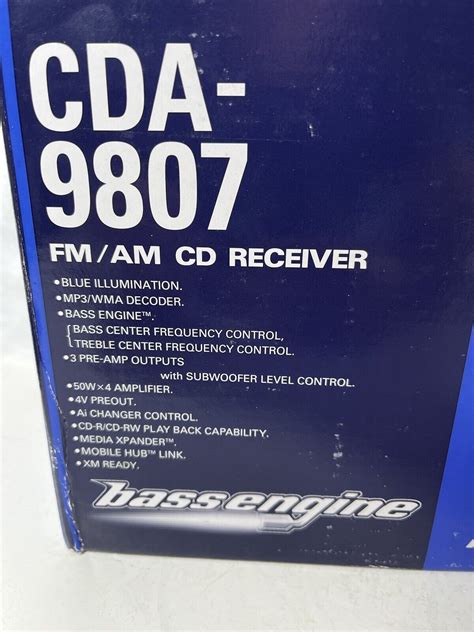 CDA-
9807
FM/AM CD RECEIVER
•BLUE ILLUMINATION.
•MP3/WMA DECODER.
•BASS ENGINE™.
{BASS CENTER FREQUENCY CONTROL,
TREBLE CENTER FREQUENCY CONTROL.
•3 PRE-AMP OUTPUTS
with SUBWOOFER LEVEL CONTROL.
•50W×4 AMPLIFIER.
•4V PREOUT.
•Ai CHANGER CONTROL.
•CD-R/CD-RW PLAY BACK CAPABILITY.
•MEDIA XPANDER™.
•MOBILE HUB™ LINK.
•XM READY.
bassengine